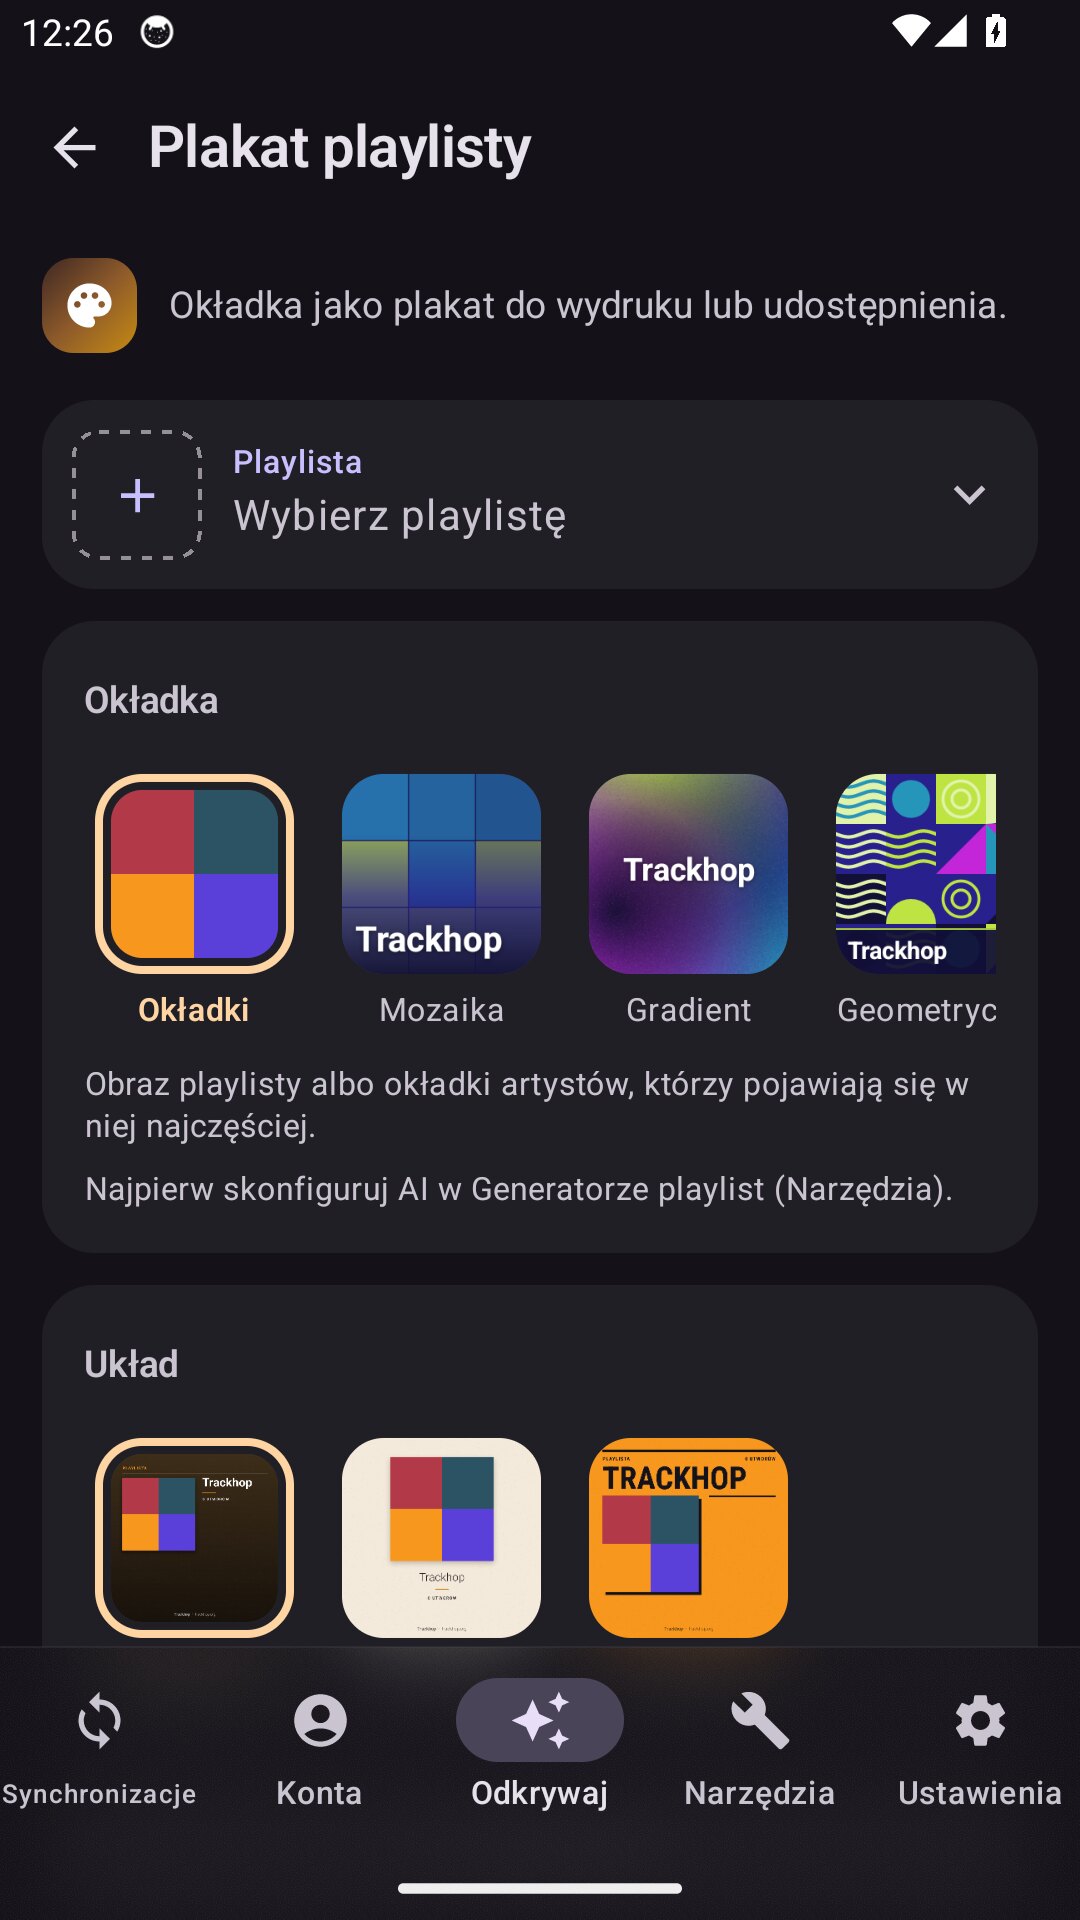 12:26
Plakat playlisty
Okładka jako plakat do wydruku lub udostępnienia.
Playlista
Wybierz playlistę
Okładka
Trackhop
Trackhop
Trackhop
Okładki
Mozaika
Gradient
Geometryc
Obraz playlisty albo okładki artystów, którzy pojawiają się w
niej najczęściej.
Najpierw skonfiguruj AI w Generatorze playlist (Narzędzia).
Układ
PLAYLISTA
Trackhop
Trackhop
PLAYLISTA
TRACKHOP
Synchronizacje
Konta
Odkrywaj
Narzędzia
Ustawienia